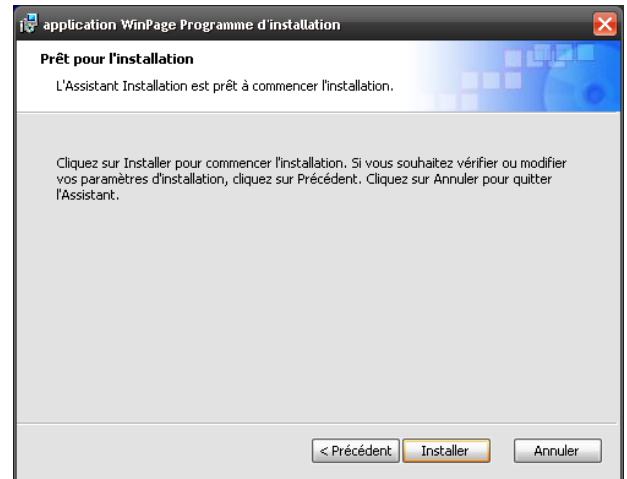 application WinPage Programme d'installation
Prêt pour l'installation
L'Assistant Installation est prêt à commencer l'installation.
Cliquez sur Installer pour commencer l'installation. Si vous souhaitez vérifier ou modifier
vos paramètres d'installation, cliquez sur Précédent. Cliquez sur Annuler pour quitter
l'Assistant.
< Précédent Installer Annuler